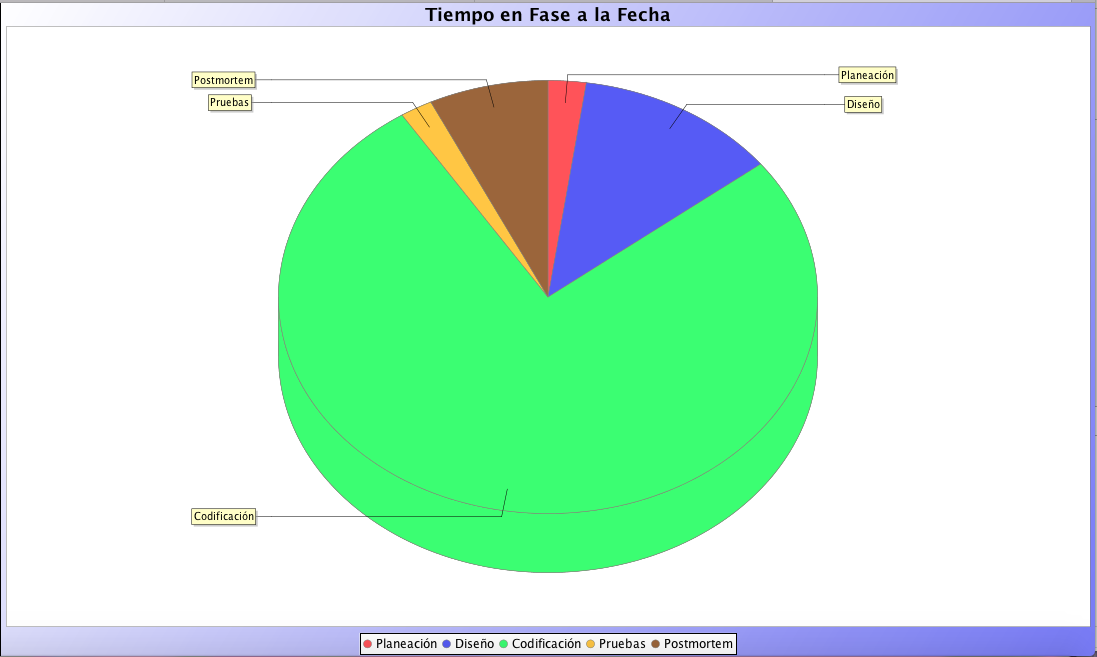 Tiempo en Fase a la Fecha
Postmortem
Planeación
Pruebas
Diseño
Codificación
Planeación Diseño Codificación Pruebas Postmortem